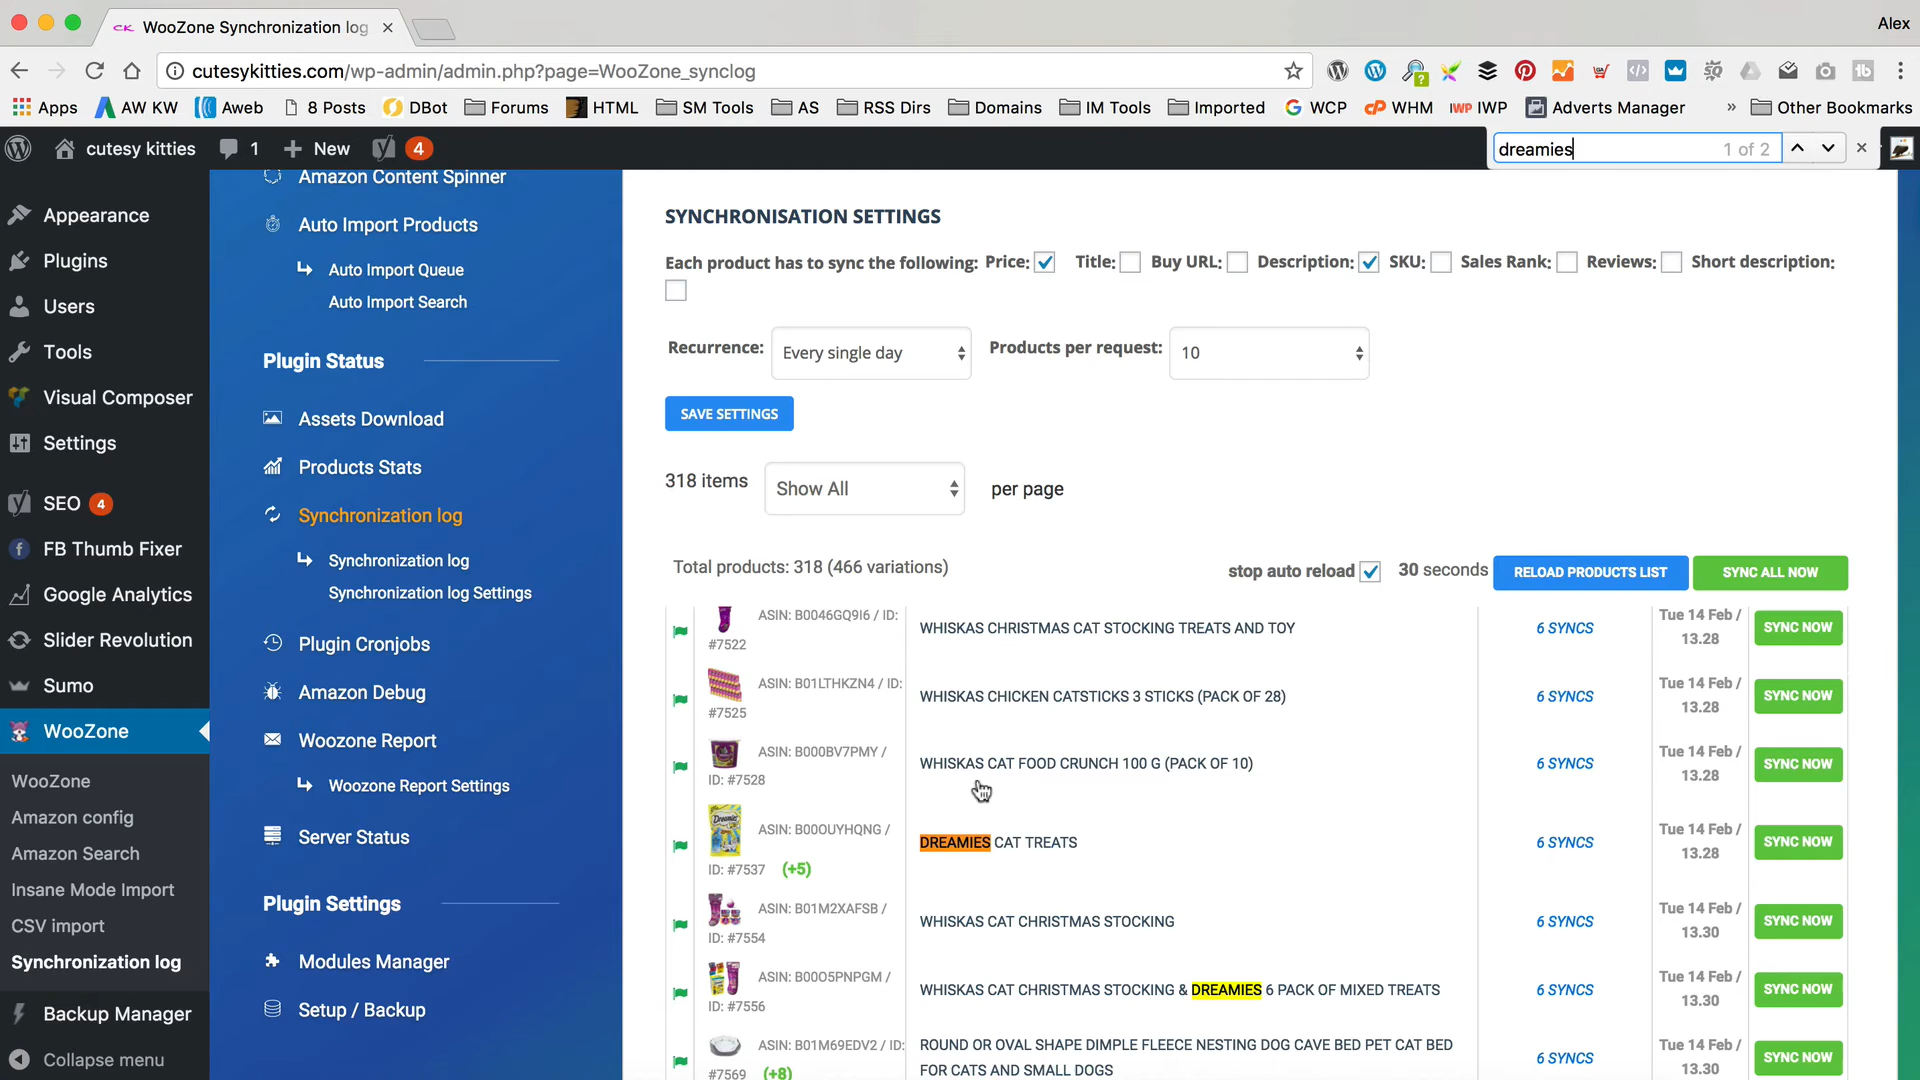 WooZone Synchronization log
Alex
cutesykitties.com/wp-admin/admin.php?page=WooZone_synclog
Apps AW KW Aweb 8 Posts DBot Forums HTML SM Tools AS RSS Dirs Domains IM Tools Imported WCP WHM IWP Adverts Manager » Other Bookmarks
cutesy kitties 1 New 4
dreamies 1 of 2
Appearance
Plugins
Users
Tools
Visual Composer
Settings
SEO 4
FB Thumb Fixer
Google Analytics
Slider Revolution
Sumo
WooZone
WooZone
Amazon config
Amazon Search
Insane Mode Import
CSV import
Synchronization log
Backup Manager
Collapse menu
Amazon Content Spinner
Auto Import Products
Auto Import Queue
Auto Import Search
Plugin Status
Assets Download
Products Stats
Synchronization log
Synchronization log
Synchronization log Settings
Plugin Cronjobs
Amazon Debug
Woozone Report
Woozone Report Settings
Server Status
Plugin Settings
Modules Manager
Setup / Backup
SYNCHRONISATION SETTINGS
Each product has to sync the following: Price: Title: Buy URL: Description: SKU: Sales Rank: Reviews: Short description:
Recurrence: Every single day Products per request: 10
SAVE SETTINGS
318 items Show All per page
Total products: 318 (466 variations) stop auto reload 30 seconds RELOAD PRODUCTS LIST SYNC ALL NOW
ASIN: B0046GQ9I6 / ID: #7522 WHISKAS CHRISTMAS CAT STOCKING TREATS AND TOY 6 SYNCS Tue 14 Feb / 13.28 SYNC NOW
ASIN: B01LTHKZN4 / ID: #7525 WHISKAS CHICKEN CATSTICKS 3 STICKS (PACK OF 28) 6 SYNCS Tue 14 Feb / 13.28 SYNC NOW
ASIN: B000BV7PMY / ID: #7528 WHISKAS CAT FOOD CRUNCH 100 G (PACK OF 10) 6 SYNCS Tue 14 Feb / 13.28 SYNC NOW
ASIN: B00OUYHQNG / ID: #7537 (+5) DREAMIES CAT TREATS 6 SYNCS Tue 14 Feb / 13.28 SYNC NOW
ASIN: B01M2XAFSB / ID: #7554 WHISKAS CAT CHRISTMAS STOCKING 6 SYNCS Tue 14 Feb / 13.30 SYNC NOW
ASIN: B00O5PNPGM / ID: #7556 WHISKAS CAT CHRISTMAS STOCKING & DREAMIES 6 PACK OF MIXED TREATS 6 SYNCS Tue 14 Feb / 13.30 SYNC NOW
ASIN: B01M69EDV2 / ID: #7569 (+8) ROUND OR OVAL SHAPE DIMPLE FLEECE NESTING DOG CAVE BED PET CAT BED FOR CATS AND SMALL DOGS 6 SYNCS Tue 14 Feb / 13.30 SYNC NOW